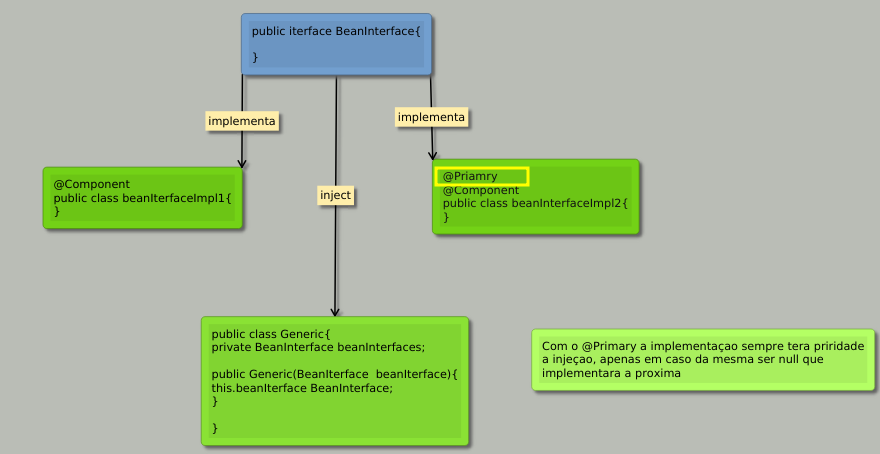 public iterface BeanInterface{
}
implementa
implementa
@Component
public class beanIterfaceImpl1{
}
inject
@Priamry
@Component
public class beanInterfaceImpl2{
}
public class Generic{
private BeanInterface beanInterfaces;
public Generic(BeanIterface beanIterface){
this.beanIterface BeanInterface;
}
}
Com o @Primary a implementaçao sempre tera priridade
a injeçao, apenas em caso da mesma ser null que
implementara a proxima